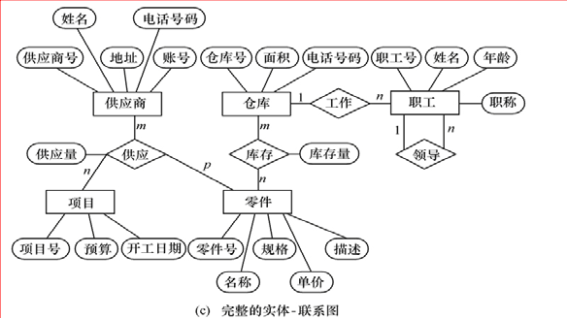 姓名 电话号码
供应商号 地址 账号 仓库号 面积 电话号码 职工号 姓名 年龄
供应商 仓库 1 工作 n 职工 职称
m m 1 n
供应量 供应 库存 库存量 领导
n p n
项目 零件
项目号 预算 开工日期 零件号 规格 描述
名称 单价
(c) 完整的实体-联系图